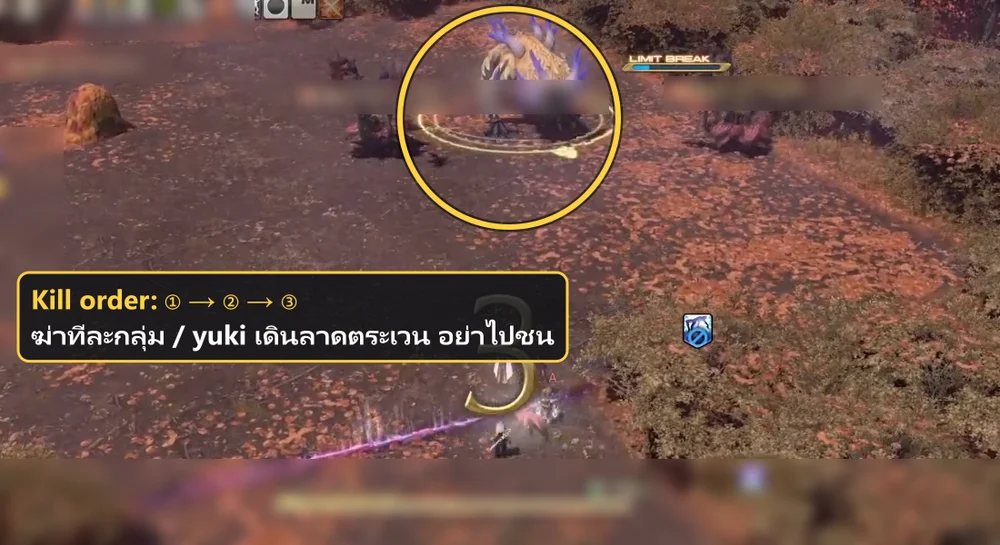 LIMIT BREAK
Kill order: ① → ② → ③
ฆ่าทีละกลุ่ม / yuki เดินลาดตระเวน อย่าไปชน
3